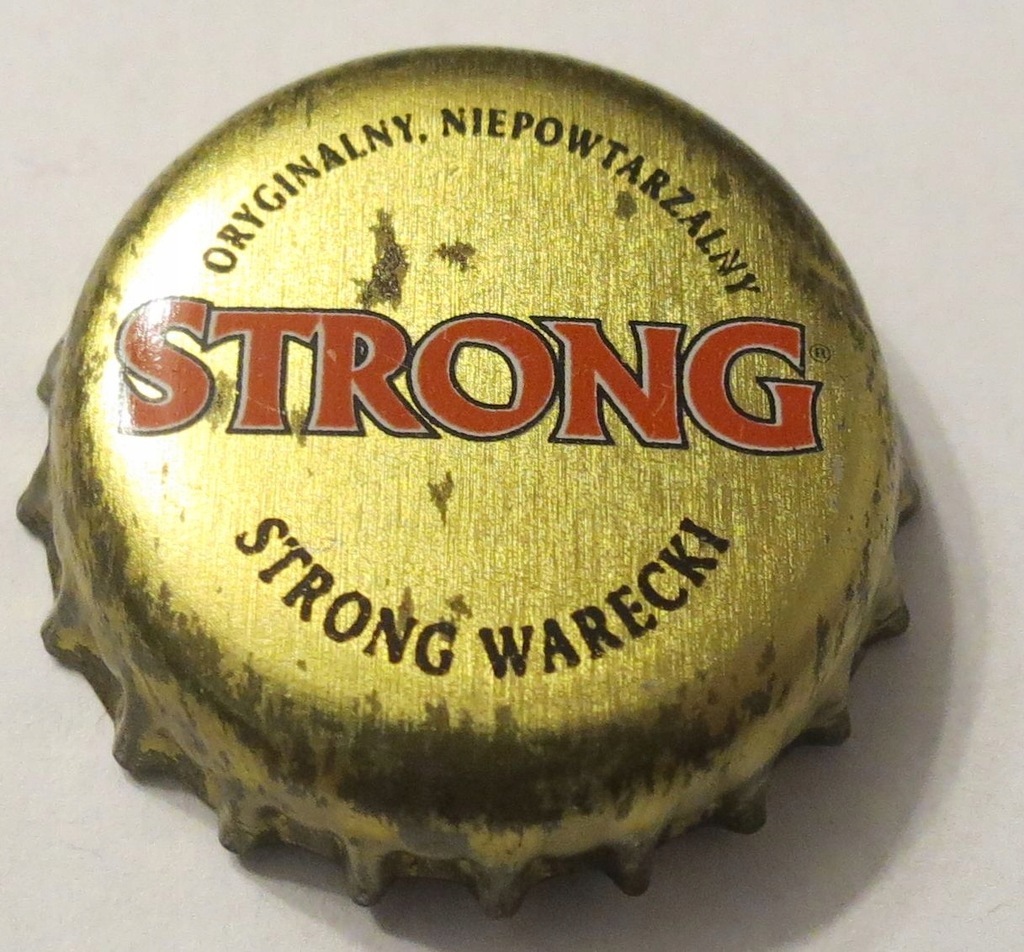 ORYGINALNY, NIEPOWTARZALNY
STRONG®
STRONG WARECKI